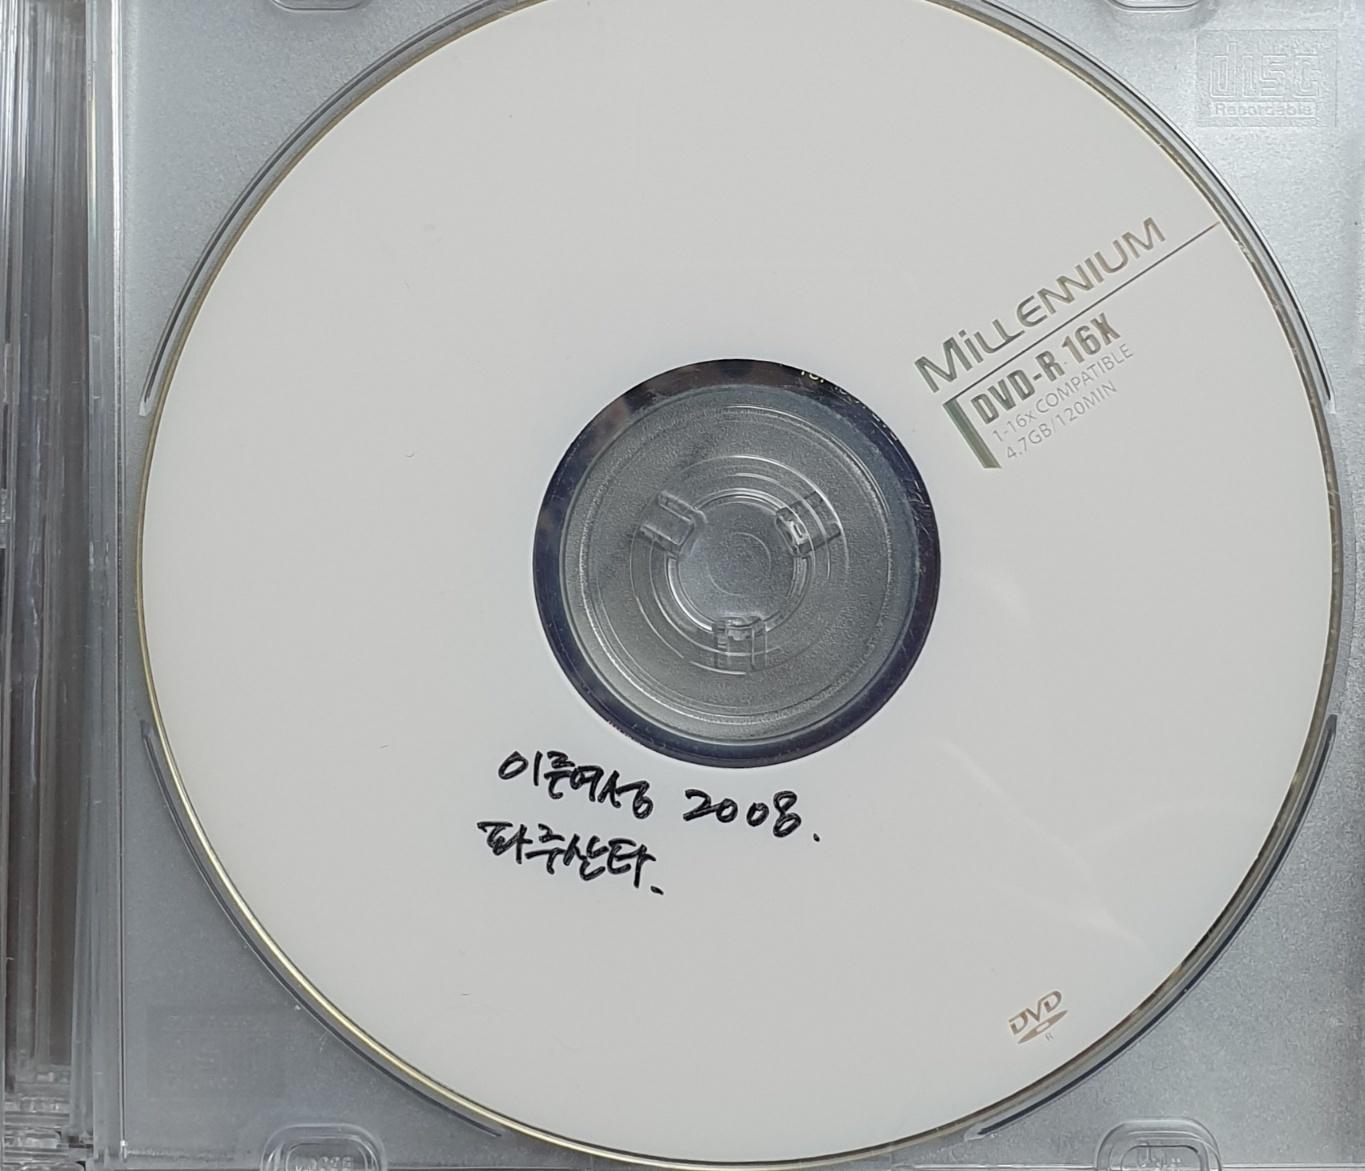 disc
Recordable
MiLLENNIUM
DVD-R 16X
1-16x COMPATIBLE
4.7GB/120MIN
이른여성 2008.
파주산타.
DVD
R